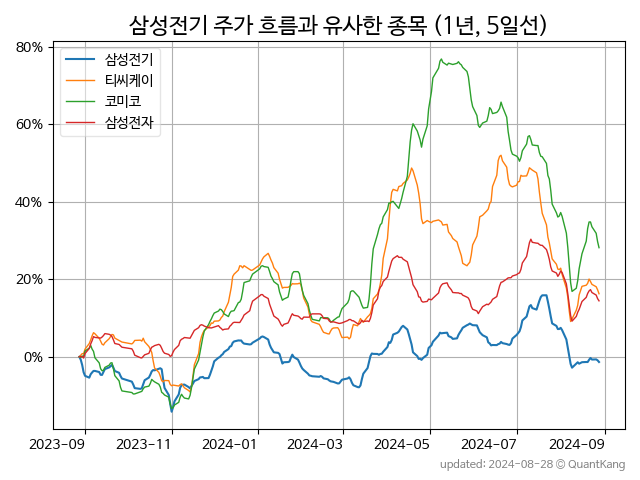 삼성전기 주가 흐름과 유사한 종목 (1년, 5일선)
80%
60%
40%
20%
0%
삼성전기
티씨케이
코미코
삼성전자
2023-09 2023-11 2024-01 2024-03 2024-05 2024-07 2024-09
updated: 2024-08-28 © QuantKang